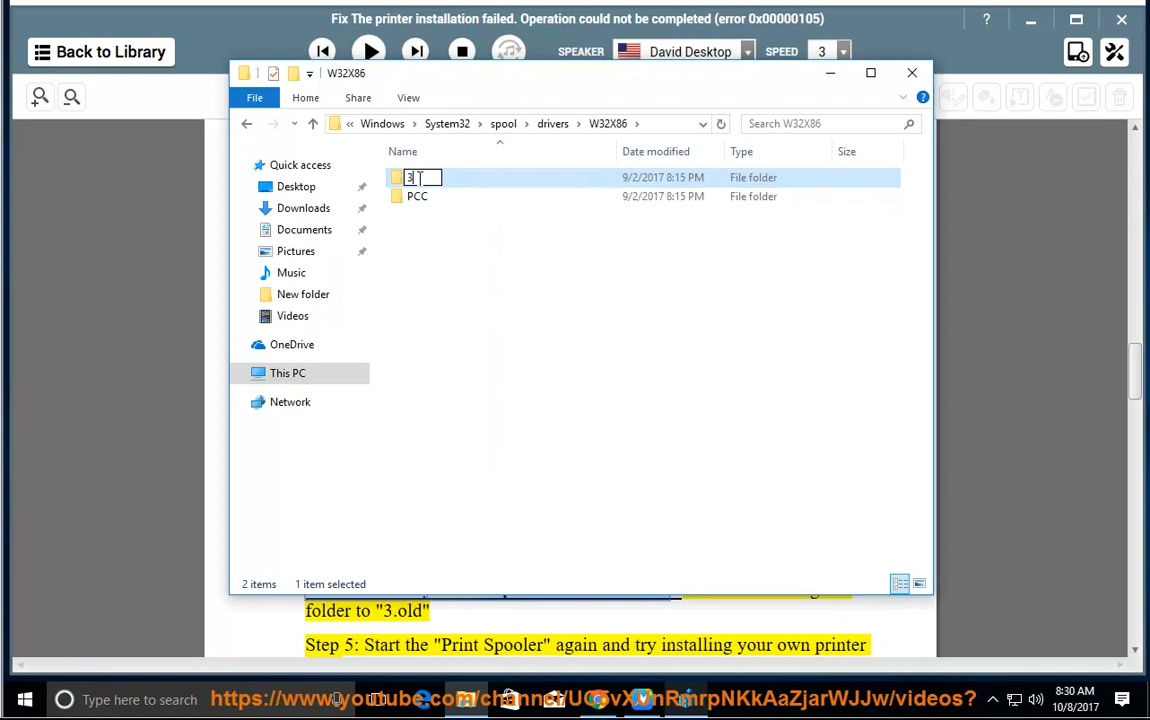 Fix The printer installation failed. Operation could not be completed (error 0x00000105)
?
Back to Library
SPEAKER
David Desktop
SPEED
3
W32X86
File
Home
Share
View
?
« Windows > System32 > spool > drivers > W32X86 >
Search W32X86
Name
Date modified
Type
Size
Quick access
Desktop
Downloads
Documents
Pictures
Music
New folder
Videos
OneDrive
This PC
Network
3
9/2/2017 8:15 PM
File folder
PCC
9/2/2017 8:15 PM
File folder
2 items
1 item selected
folder to "3.old"
Step 5: Start the "Print Spooler" again and try installing your own printer
Type here to search
8:30 AM
10/8/2017